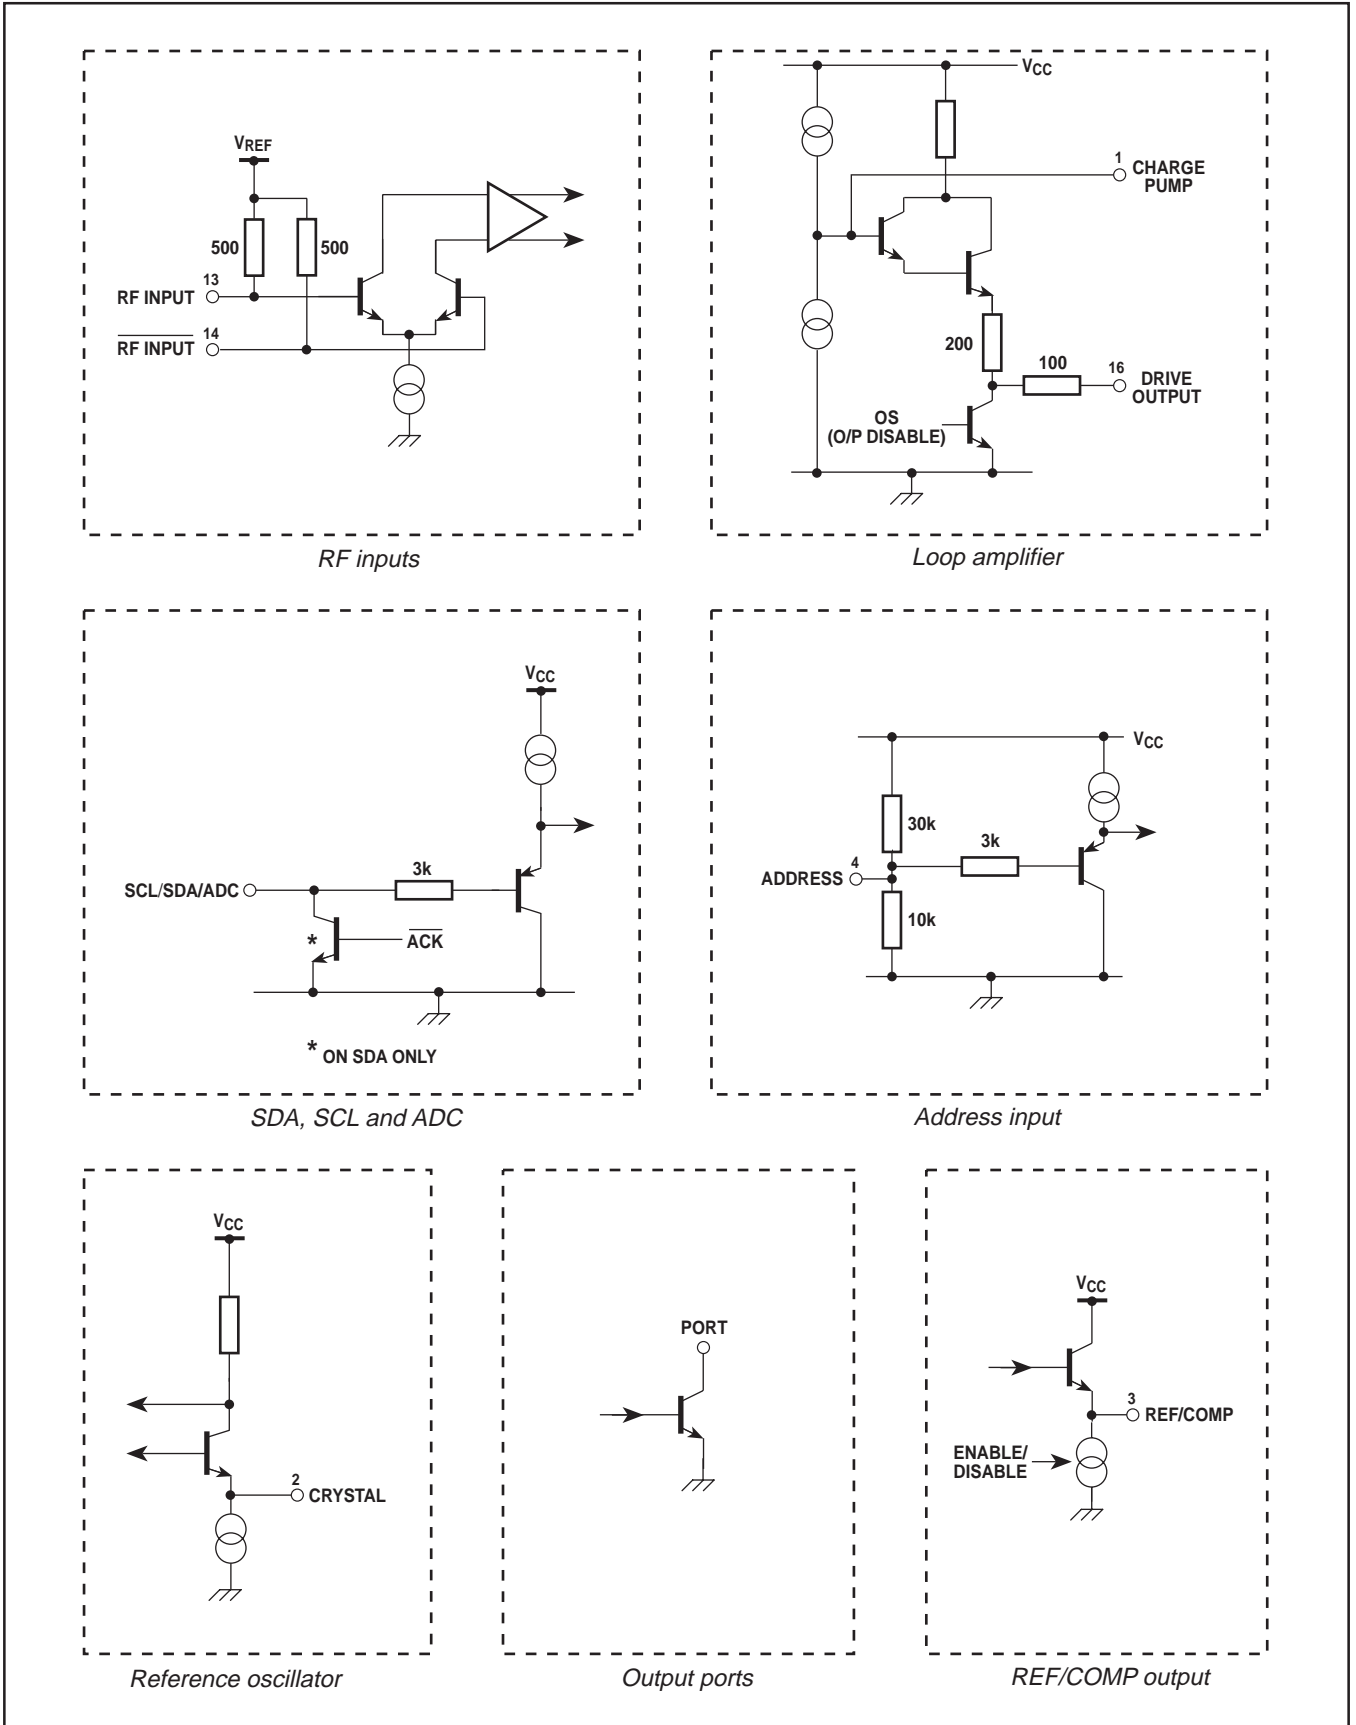 VREF
500
500
13
RF INPUT
14
RF INPUT
RF inputs
VCC
1
CHARGE
PUMP
200
100
16
DRIVE
OUTPUT
OS
(O/P DISABLE)
Loop amplifier
VCC
3k
SCL/SDA/ADC
*
ACK
* ON SDA ONLY
SDA, SCL and ADC
VCC
30k
3k
4
ADDRESS
10k
Address input
VCC
2
CRYSTAL
Reference oscillator
PORT
Output ports
VCC
3
REF/COMP
ENABLE/
DISABLE
REF/COMP output